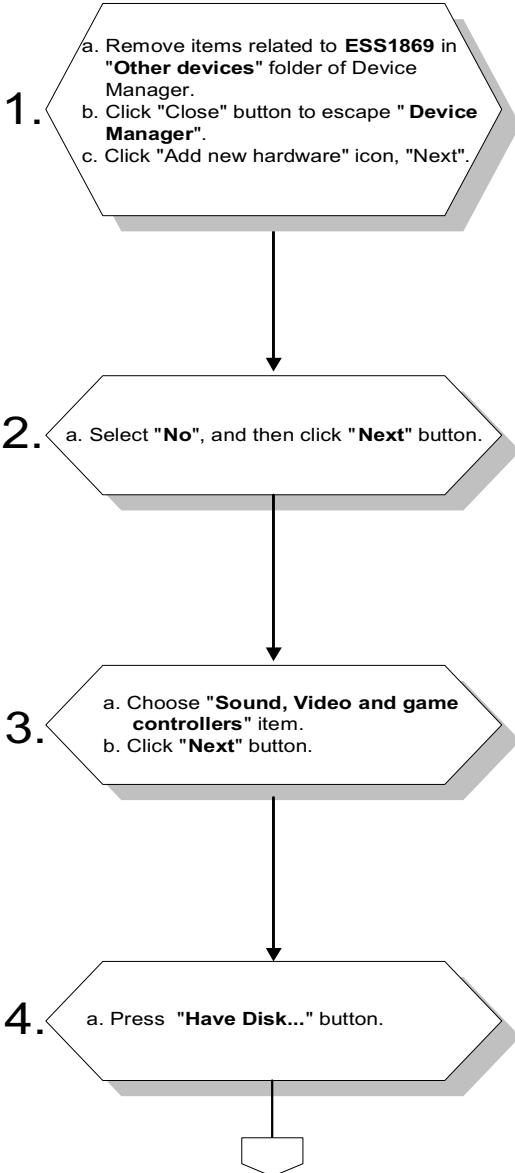 1.
a. Remove items related to ESS1869 in
"Other devices" folder of Device
Manager.
b. Click "Close" button to escape " Device
Manager".
c. Click "Add new hardware" icon, "Next".
2.
a. Select "No", and then click "Next" button.
3.
a. Choose "Sound, Video and game
controllers" item.
b. Click "Next" button.
4.
a. Press "Have Disk..." button.